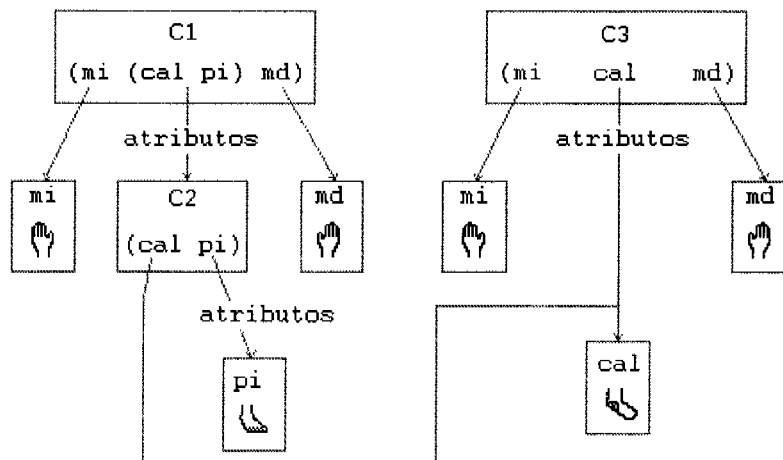 C1
(mi (cal pi) md)
atributos
mi
C2
(cal pi)
md
atributos
pi
C3
(mi cal md)
atributos
mi
md
cal